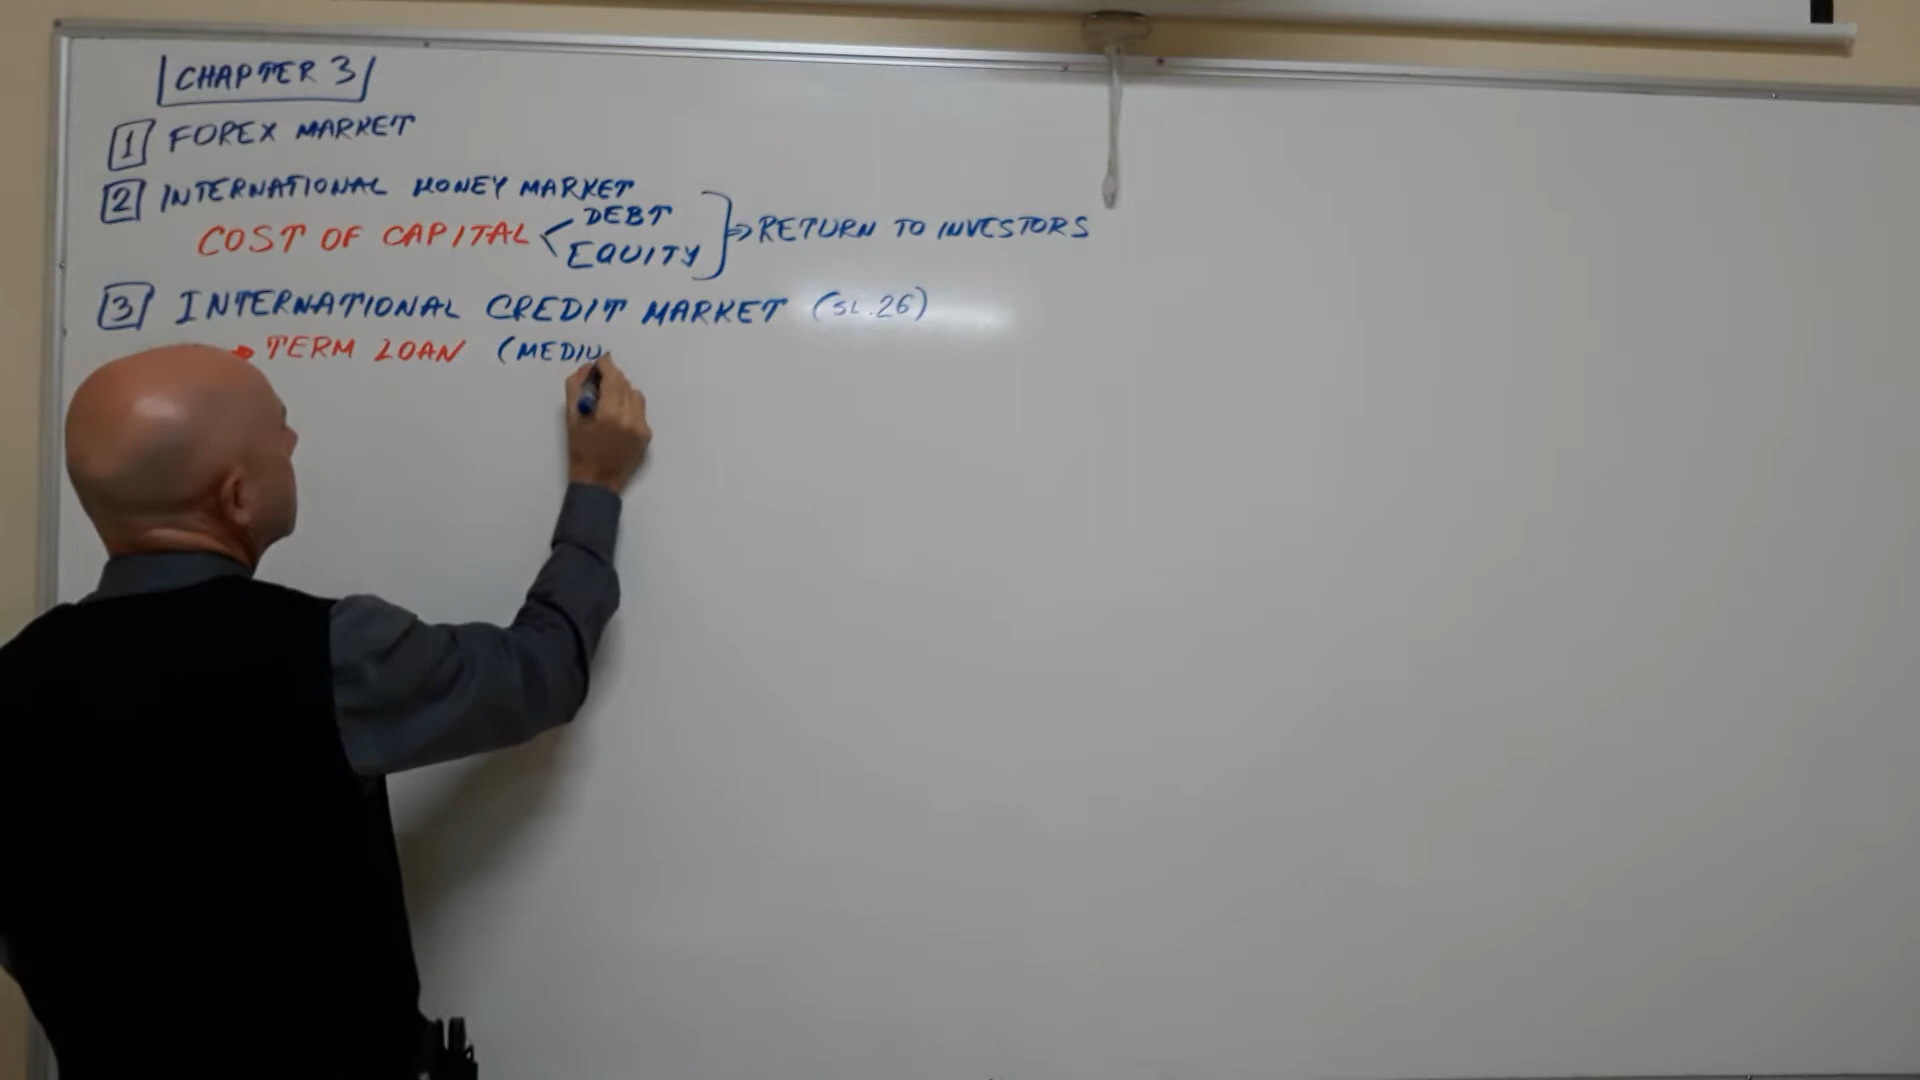 CHAPTER 3
1 FOREX MARKET
2 INTERNATIONAL MONEY MARKET
COST OF CAPITAL < DEBT
EQUITY
⇒ RETURN TO INVESTORS
3 INTERNATIONAL CREDIT MARKET (SL.26)
→ TERM LOAN (MEDIU